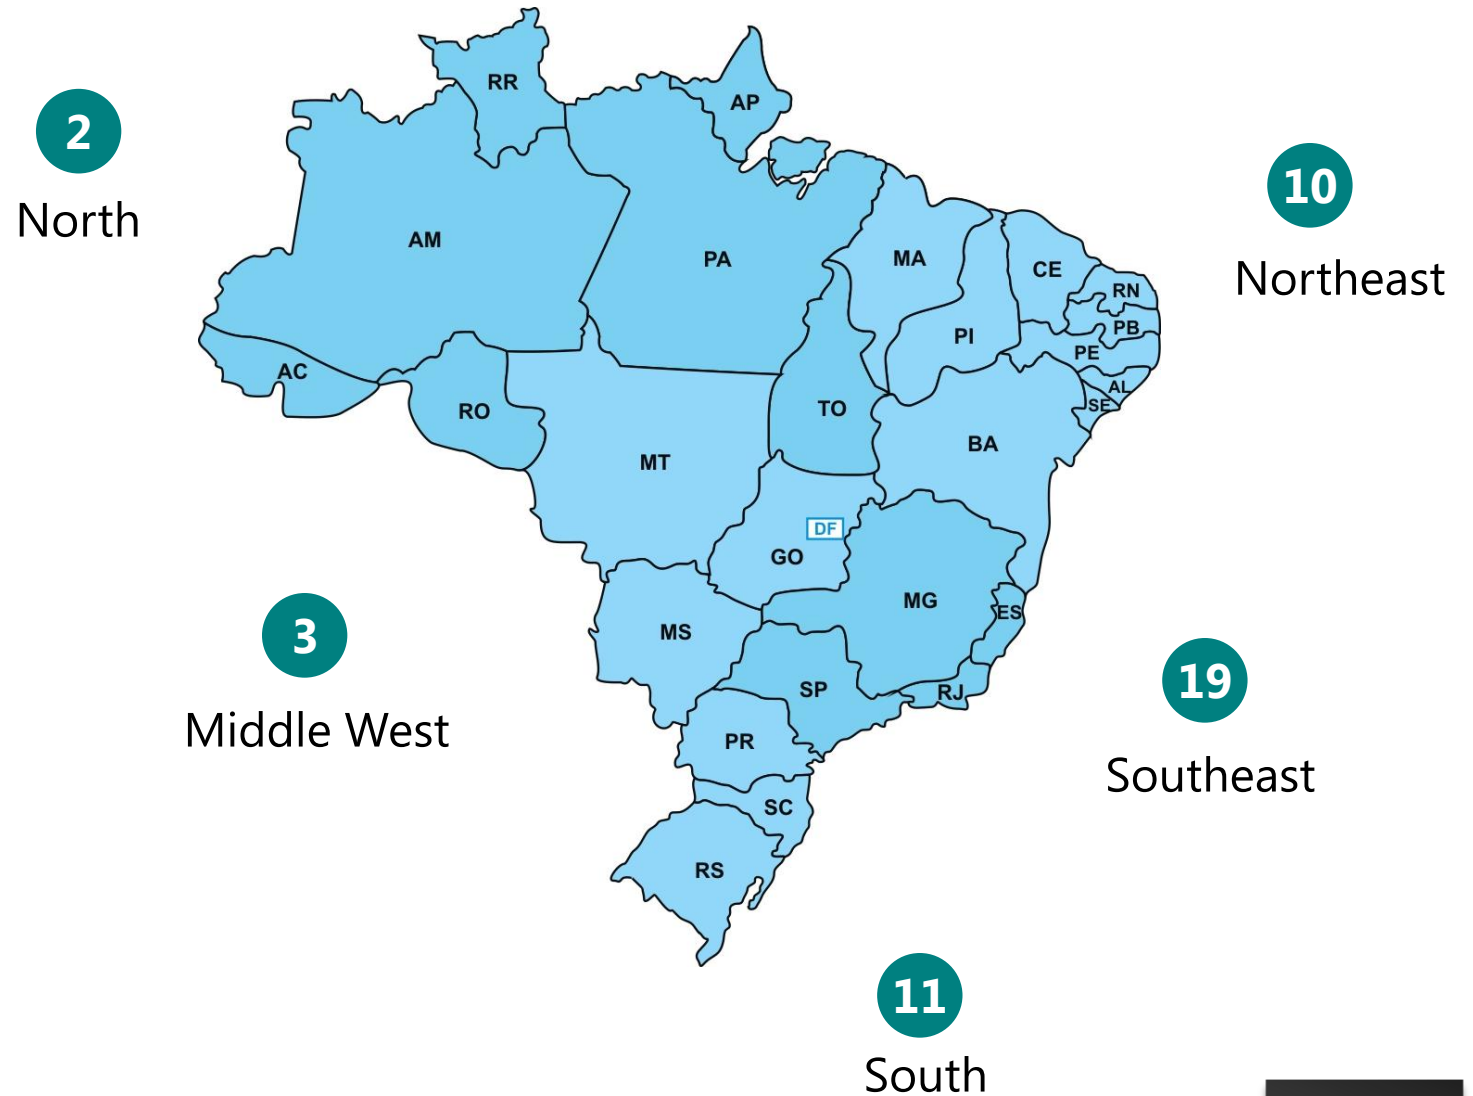 RR
AP
2
North
10
Northeast
AM
PA
MA
CE
RN
PB
PI
PE
AC
AL
SE
RO
TO
BA
MT
DF
GO
MG
ES
3
Middle West
MS
19
Southeast
SP
RJ
PR
SC
RS
11
South